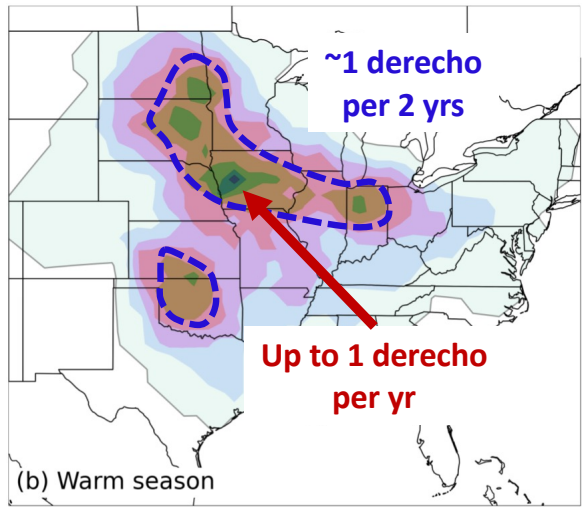 ~1 derecho
per 2 yrs
Up to 1 derecho
per yr
(b) Warm season